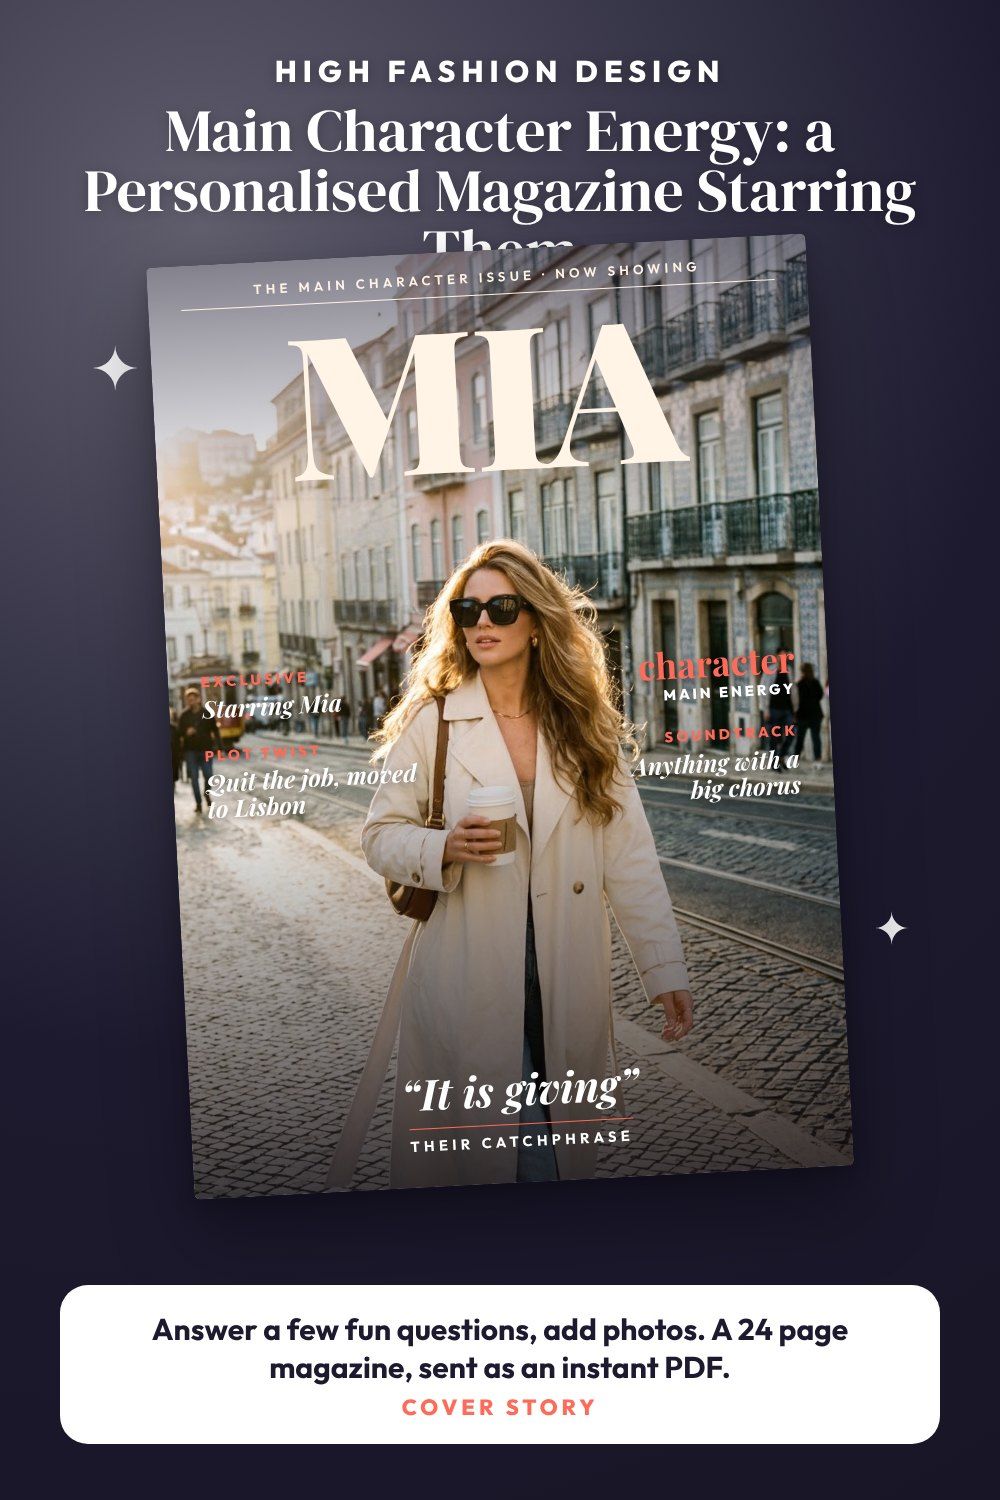 HIGH FASHION DESIGN
Main Character Energy: a
Personalised Magazine Starring
Them
THE MAIN CHARACTER ISSUE · NOW SHOWING
MIA
EXCLUSIVE
Starring Mia
PLOT TWIST
Quit the job, moved
to Lisbon
character
MAIN ENERGY
SOUNDTRACK
Anything with a
big chorus
“It is giving”
THEIR CATCHPHRASE
Answer a few fun questions, add photos. A 24 page
magazine, sent as an instant PDF.
COVER STORY